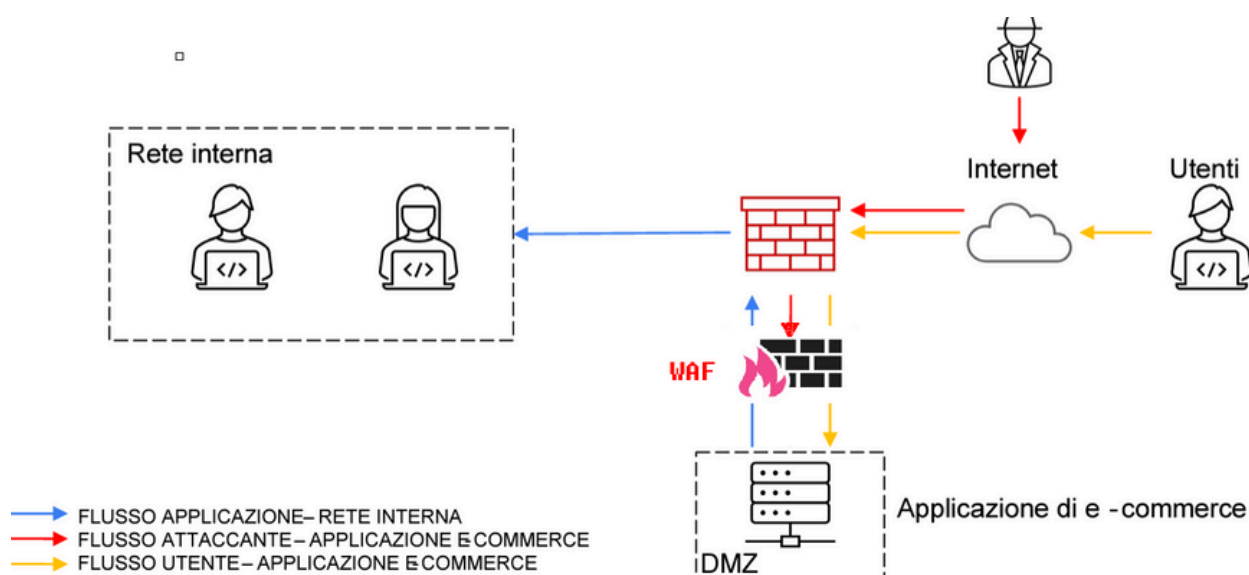 Rete interna
Internet
Utenti
WAF
Applicazione di e -commerce
DMZ
FLUSSO APPLICAZIONE– RETE INTERNA
FLUSSO ATTACCANTE – APPLICAZIONE E-COMMERCE
FLUSSO UTENTE – APPLICAZIONE E-COMMERCE